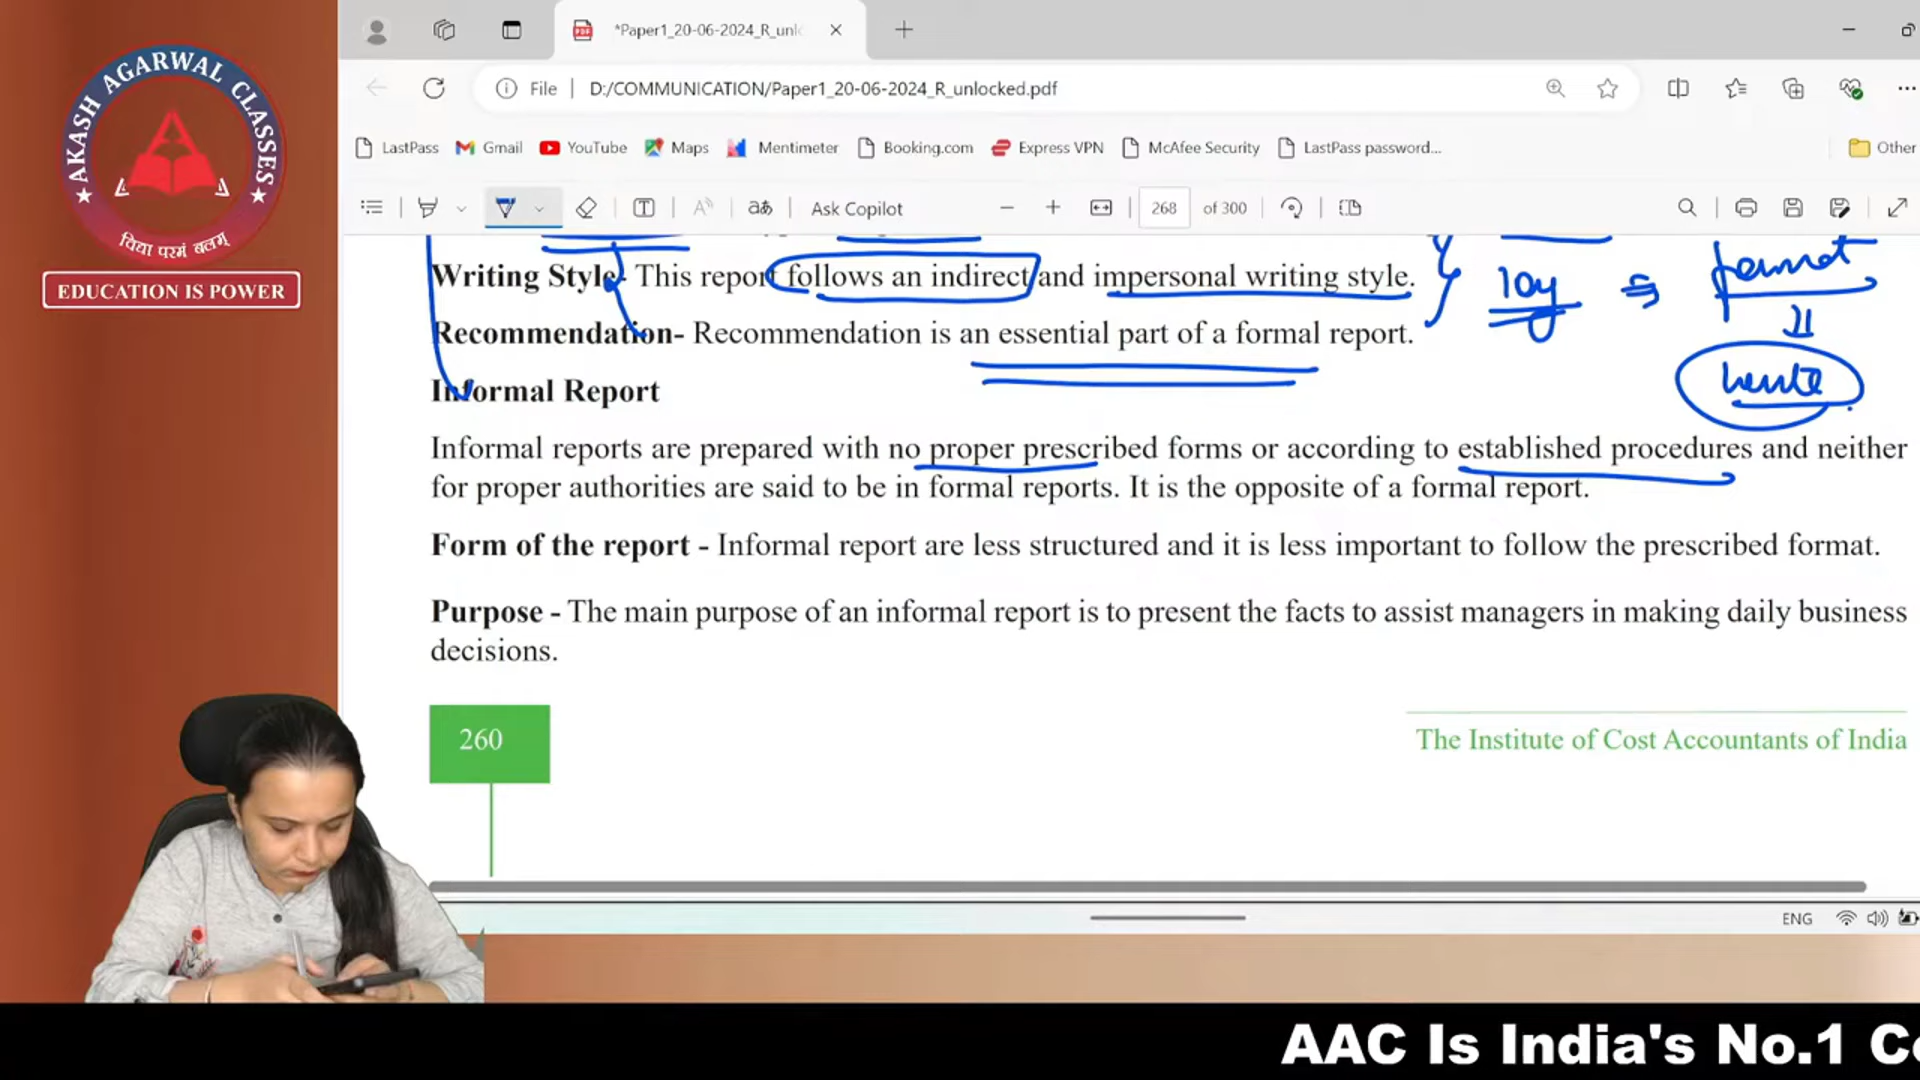 AKASH AGARWAL CLASSES
विद्या परमं बलम्
EDUCATION IS POWER
*Paper1_20-06-2024_R_unlo
File
D:/COMMUNICATION/Paper1_20-06-2024_R_unlocked.pdf
LastPass Gmail YouTube Maps Mentimeter Booking.com Express VPN McAfee Security LastPass password... Other
Ask Copilot 268 of 300
Writing Style- This report follows an indirect and impersonal writing style.
10y
format
Recommendation- Recommendation is an essential part of a formal report.
Informal Report
Informal reports are prepared with no proper prescribed forms or according to established procedures and neither
for proper authorities are said to be in formal reports. It is the opposite of a formal report.
Form of the report - Informal report are less structured and it is less important to follow the prescribed format.
Purpose - The main purpose of an informal report is to present the facts to assist managers in making daily business
decisions.
260
The Institute of Cost Accountants of India
ENG
AAC Is India's No.1 C